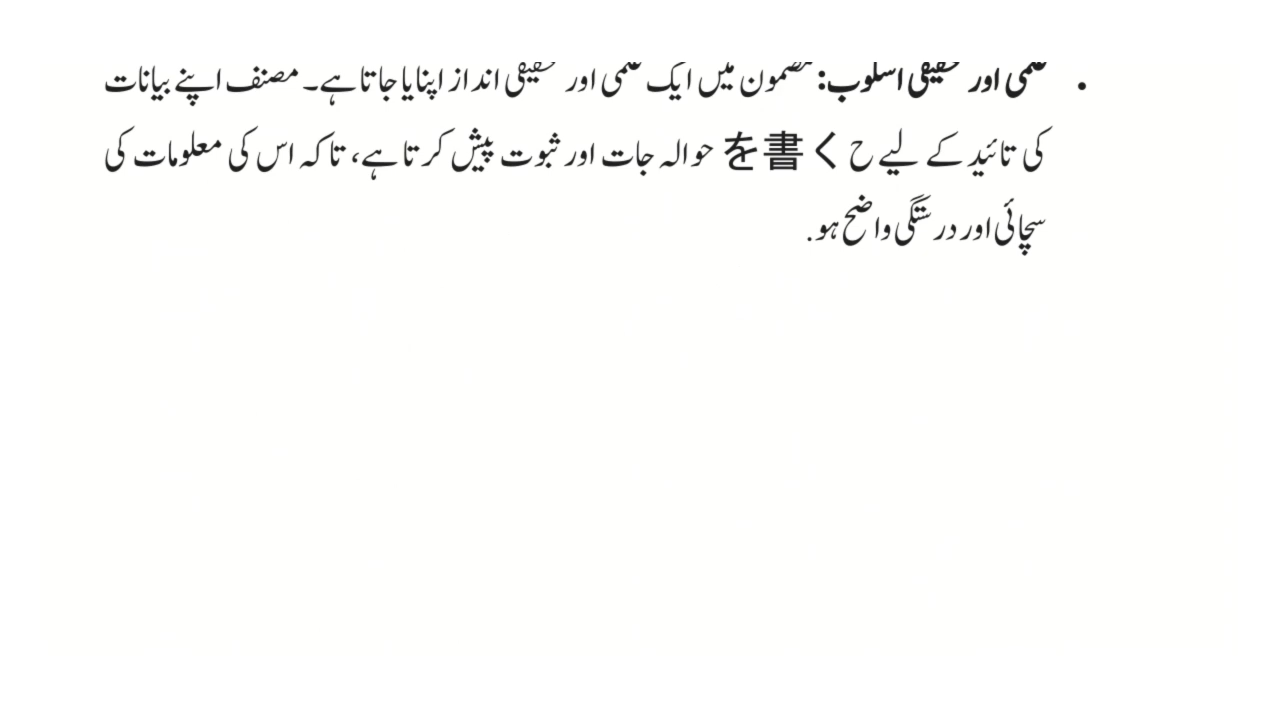 • علمی اور تحقیقی اسلوب: مضمون میں ایک علمی اور تحقیقی انداز اپنایا جاتا ہے۔ مصنف اپنے بیانات
کی تائید کے لیے ح を書く حوالہ جات اور ثبوت پیش کرتا ہے، تاکہ اس کی معلومات کی
سچائی اور درستگی واضح ہو.